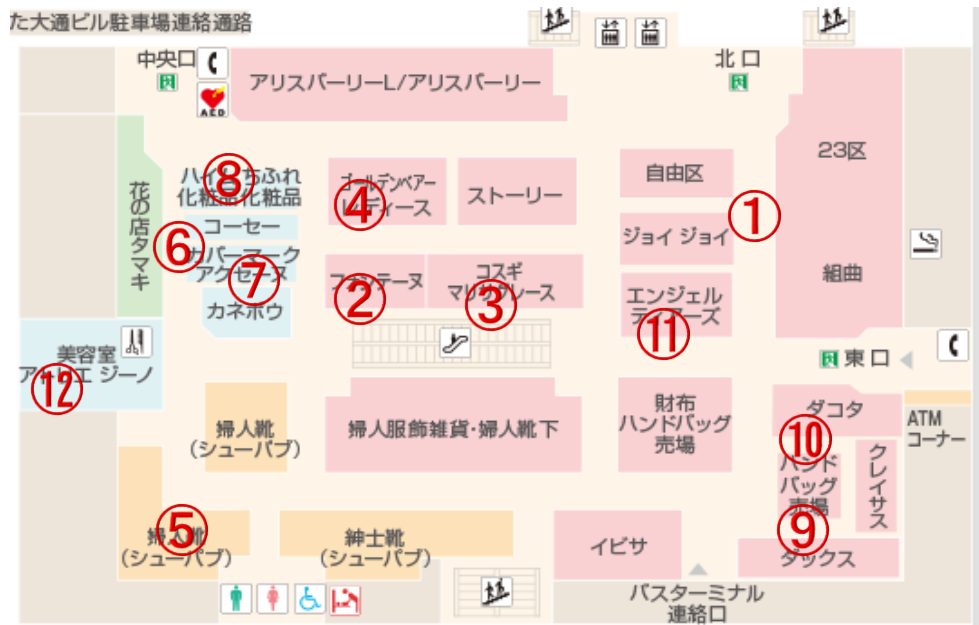 た大通ビル駐車場連絡通路
中央口
アリスバーリーL/アリスバーリー
北口
AED
23区
自由区
⑧
ハイム ちふれ
化粧品化粧品
ゴールデンベアー
レディース
④
ストーリー
花の店タマキ
コーセー
①
ジョイ ジョイ
⑥
カバーマーク
アクセーヌ
⑦
フォンテーヌ
②
コスギ
マリサグレース
③
組曲
エンジェル
ティアーズ
⑪
カネボウ
美容室
アトリエ ジーノ
⑫
東口
婦人靴
(シューパブ)
婦人服飾雑貨・婦人靴下
財布
ハンドバッグ
売場
ダコタ
⑩
ATM
コーナー
ハンド
バッグ
売場
クレイサス
⑨
⑤
婦人靴
(シューパブ)
紳士靴
(シューパブ)
イビサ
ダックス
バスターミナル
連絡口